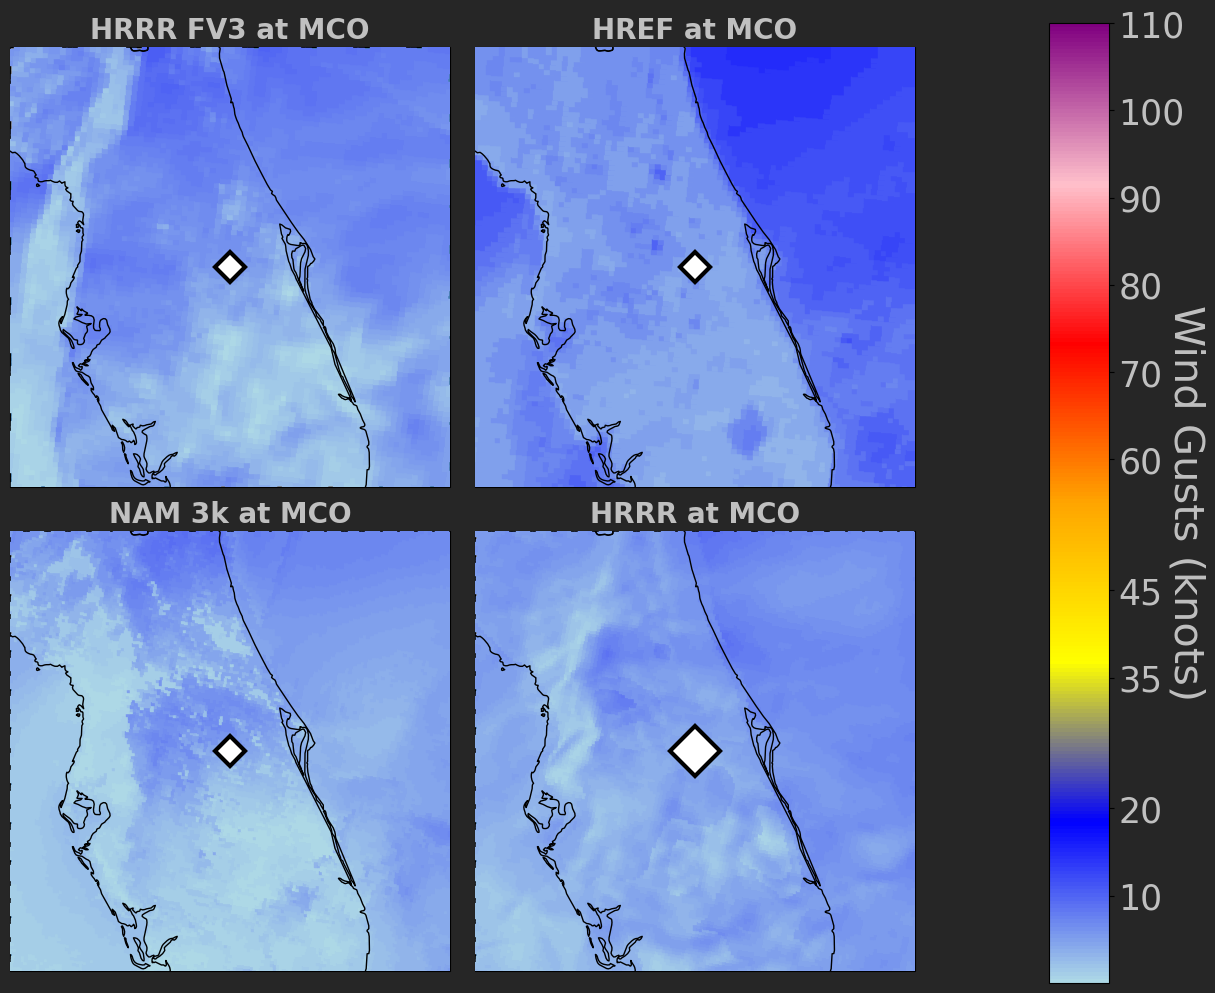 HRRR FV3 at MCO
HREF at MCO
NAM 3k at MCO
HRRR at MCO
110
100
90
80
70
60
45
35
20
10
Wind Gusts (knots)